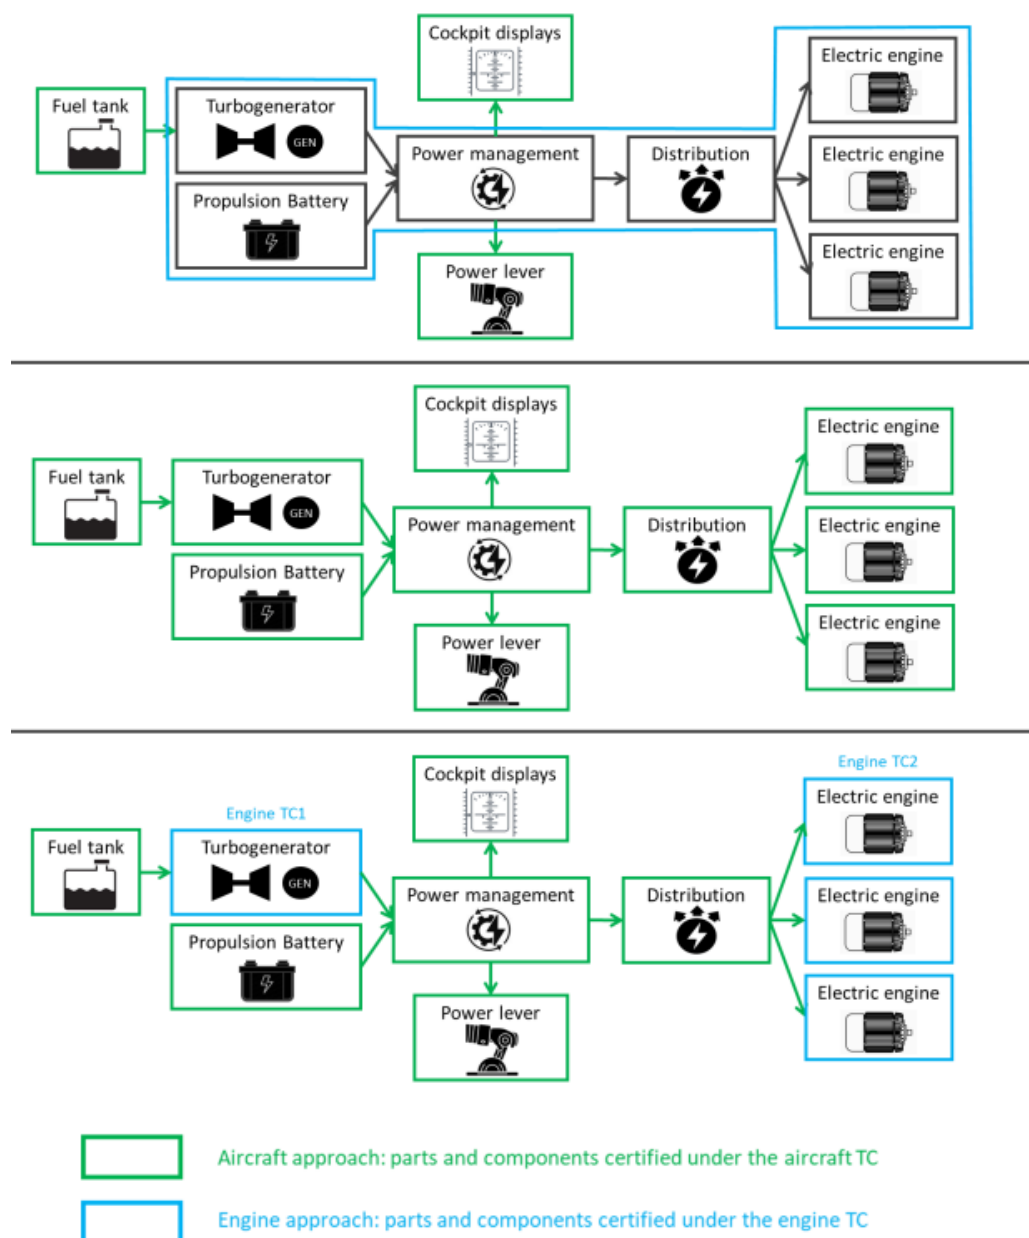 Cockpit displays
Electric engine
Fuel tank
Turbogenerator
GEN
Power management
Distribution
Electric engine
Propulsion Battery
Electric engine
Power lever
Cockpit displays
Electric engine
Fuel tank
Turbogenerator
GEN
Power management
Distribution
Electric engine
Propulsion Battery
Electric engine
Power lever
Engine TC2
Cockpit displays
Electric engine
Engine TC1
Fuel tank
Turbogenerator
GEN
Power management
Distribution
Electric engine
Propulsion Battery
Electric engine
Power lever
Aircraft approach: parts and components certified under the aircraft TC
Engine approach: parts and components certified under the engine TC